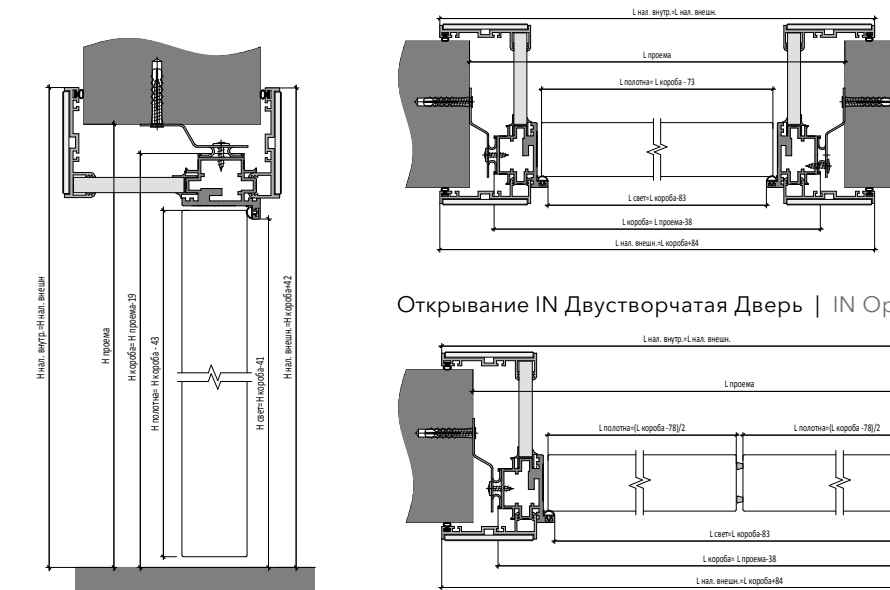 H нал. внутр.=H нал. внешн
H проема
H короба= H проема-19
H полотна= H короба - 43
H свет=H короба-41
H нал. внешн.=H короба+42
L нал. внутр.=L нал. внешн.
L проема
L полотна= L короба - 73
L свет=L короба-83
L короба= L проема-38
L нал. внешн.=L короба+84
Открывание IN Двустворчатая Дверь | IN Op
L нал. внутр.=L нал. внешн.
L проема
L полотна=(L короба -78)/2 L полотна=(L короба -78)/2
L свет=L короба-83
L короба= L проема-38
L нал. внешн.=L короба+84